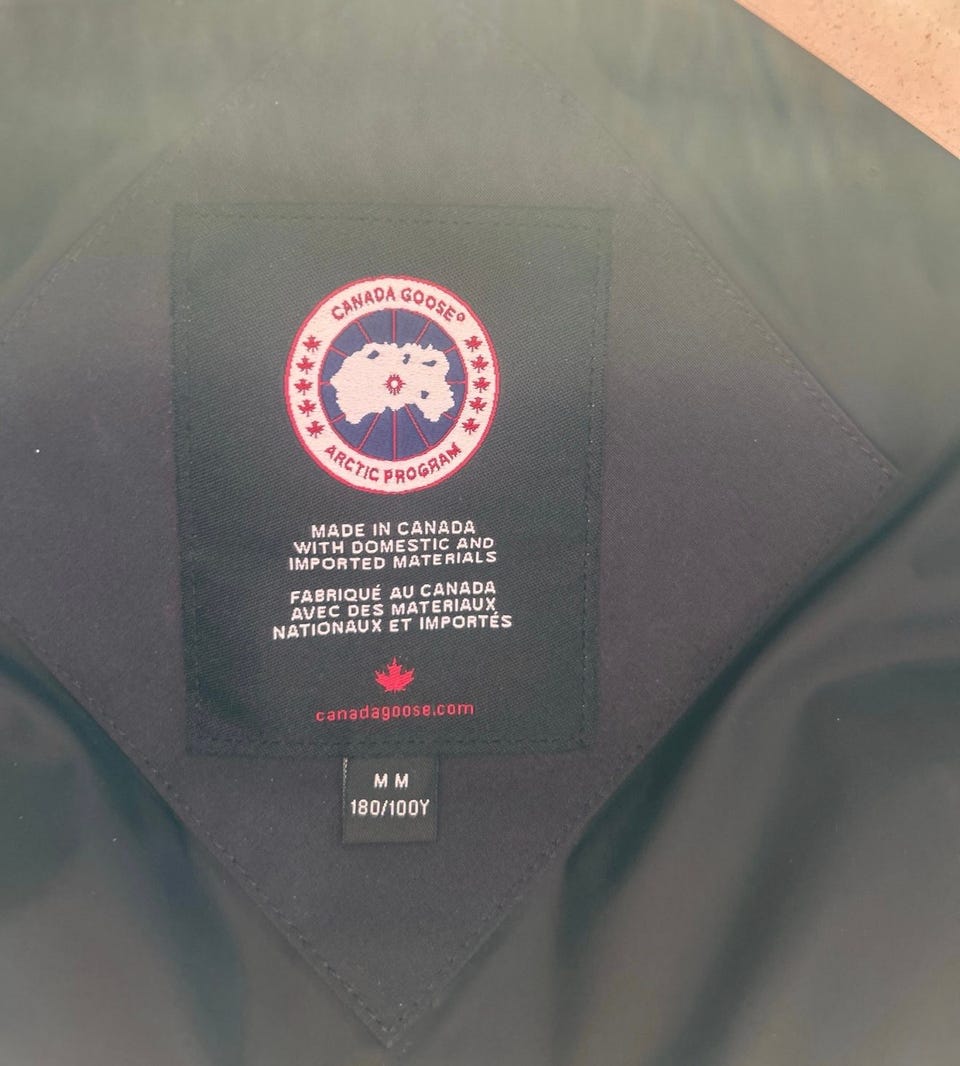 CANADA GOOSE®
ARCTIC PROGRAM
MADE IN CANADA
WITH DOMESTIC AND
IMPORTED MATERIALS
FABRIQUÉ AU CANADA
AVEC DES MATERIAUX
NATIONAUX ET IMPORTÉS
canadagoose.com
M M
180/100Y